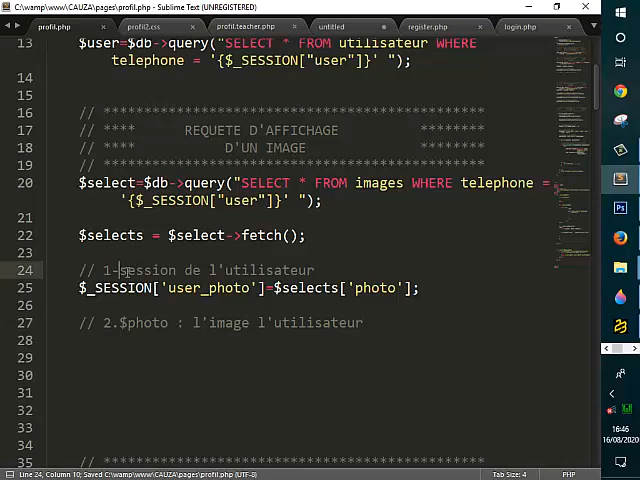 C:\wamp\www\CAUZA\pages\profil.php - Sublime Text (UNREGISTERED)
profil.php profil2.css profil.teacher.php untitled register.php login.php
13 $user=$db->query("SELECT * FROM utilisateur WHERE
telephone = '{$_SESSION["user"]}' ");
14
15
16 // ***********************************************
17 // **** REQUETE D'AFFICHAGE ********
18 // **** D'UN IMAGE ********
19 // ***********************************************
20 $select=$db->query("SELECT * FROM images WHERE telephone =
'{$_SESSION["user"]}' ");
21
22 $selects = $select->fetch();
23
24 // 1-session de l'utilisateur
25 $_SESSION['user_photo']=$selects['photo'];
26
27 // 2.$photo : l'image l'utilisateur
28
29
30
31
32
33
34
35 // ***********************************************
Line 24, Column 10; Saved C:\wamp\www\CAUZA\pages\profil.php (UTF-8) Tab Size: 4 PHP
16:46
16/08/2020